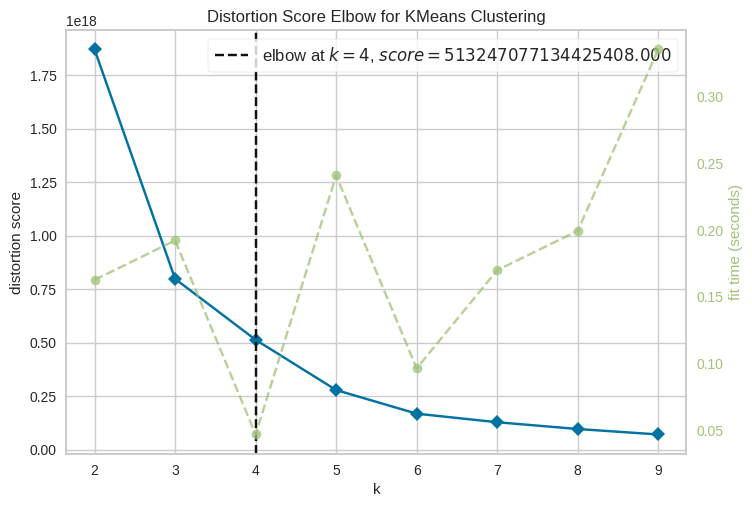 Distortion Score Elbow for KMeans Clustering
1e18
elbow at k = 4, score = 513247077134425408.000
1.75
1.50
1.25
1.00
0.75
0.50
0.25
0.00
distortion score
0.30
0.25
0.20
0.15
0.10
0.05
fit time (seconds)
2 3 4 5 6 7 8 9
k